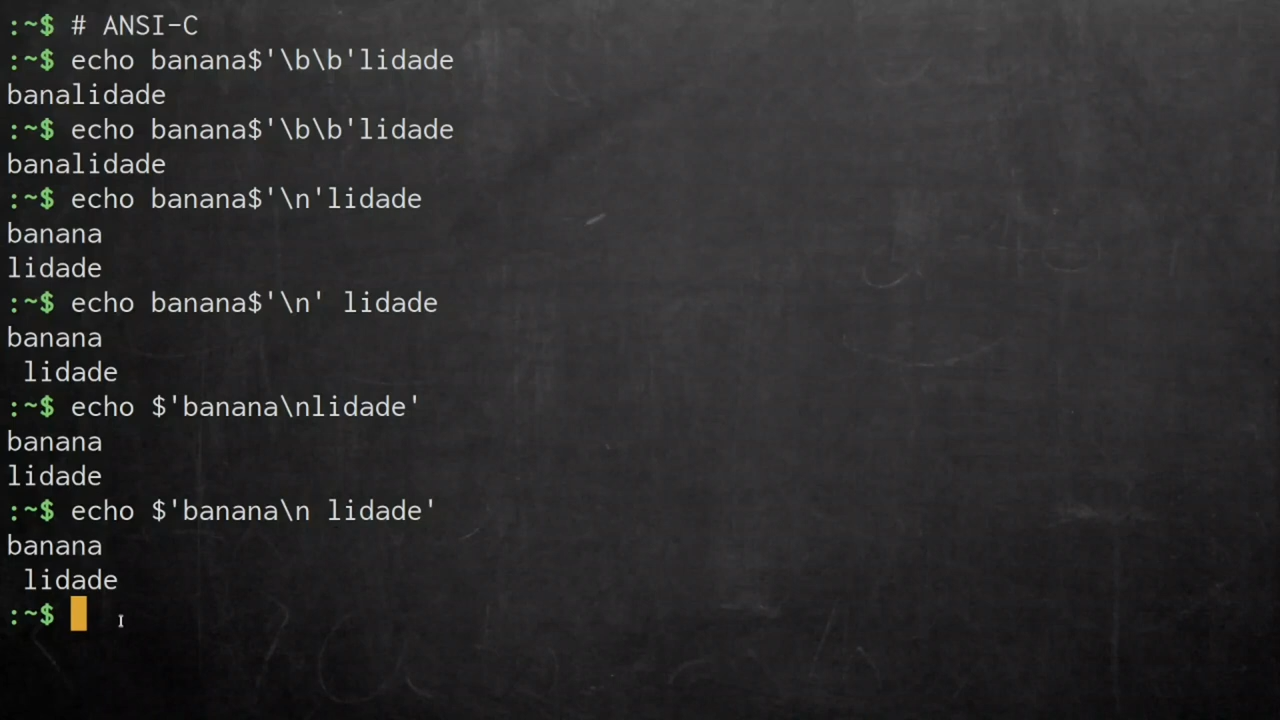 :~$ # ANSI-C
:~$ echo banana$'\b\b'lidade
banalidade
:~$ echo banana$'\b\b'lidade
banalidade
:~$ echo banana$'\n'lidade
banana
lidade
:~$ echo banana$'\n' lidade
banana
 lidade
:~$ echo $'banana\nlidade'
banana
lidade
:~$ echo $'banana\n lidade'
banana
 lidade
:~$